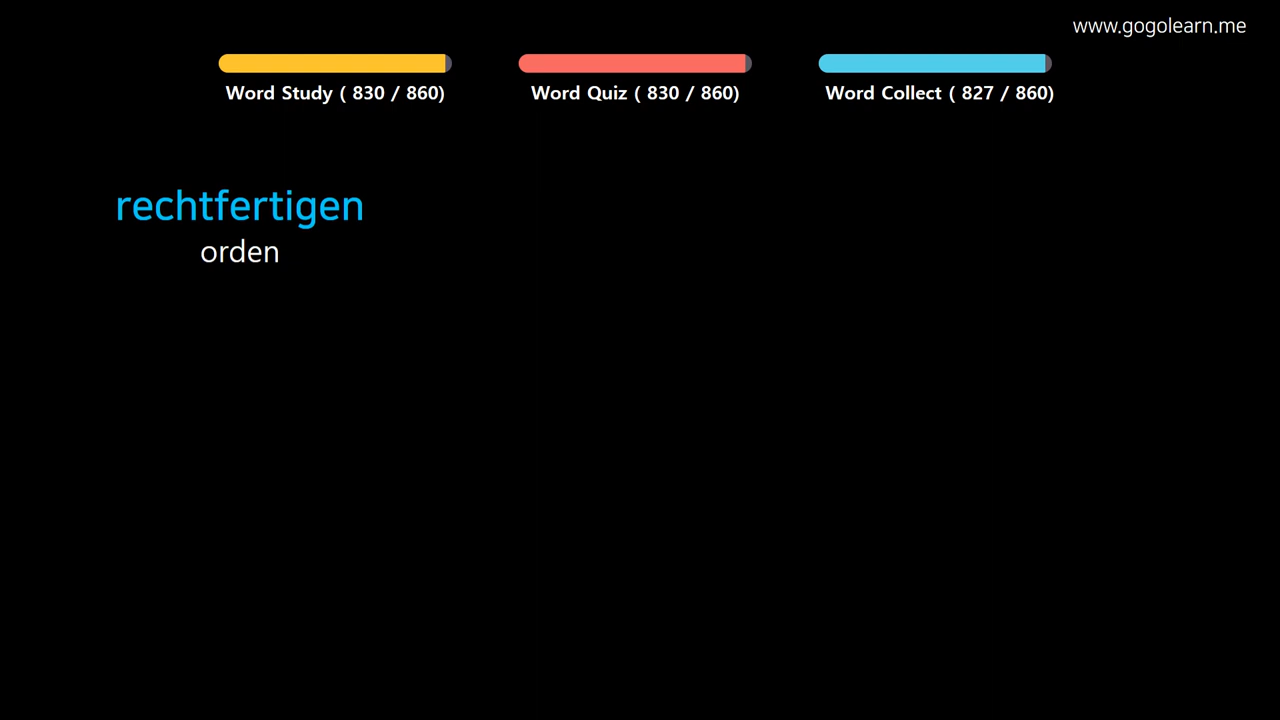 www.gogolearn.me
Word Study ( 830 / 860)
Word Quiz ( 830 / 860)
Word Collect ( 827 / 860)
rechtfertigen
orden